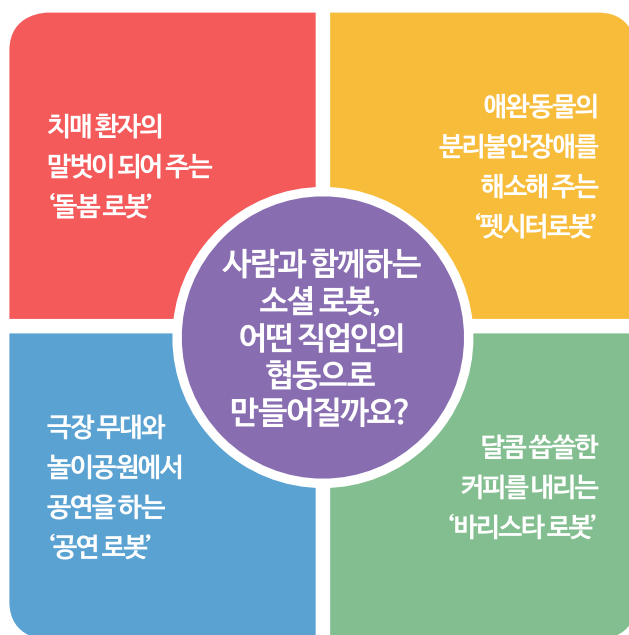 치매 환자의
말벗이 되어 주는
‘돌봄 로봇’
애완동물의
분리불안장애를
해소해 주는
‘펫시터로봇’
사람과 함께하는
소셜 로봇,
어떤 직업인의
협동으로
만들어질까요?
극장 무대와
놀이공원에서
공연을 하는
‘공연 로봇’
달콤 씁쓸한
커피를 내리는
‘바리스타 로봇’